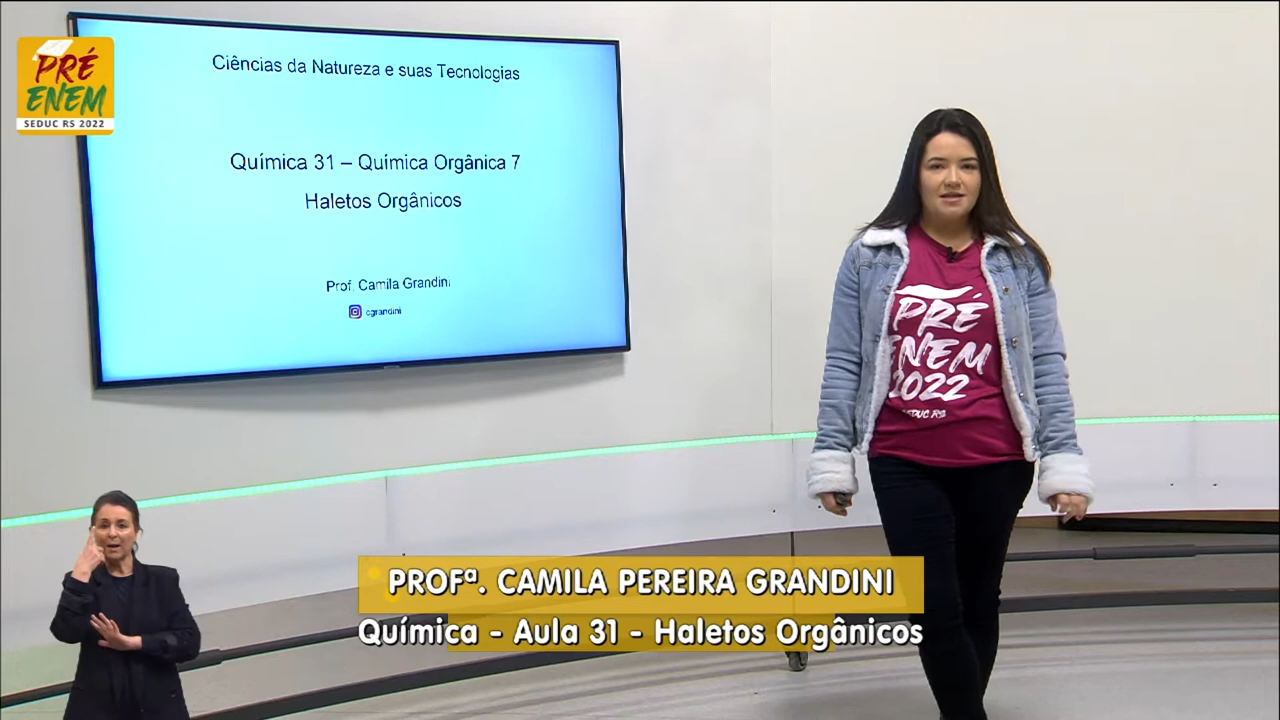 PRÉ
ENEM
SEDUC RS 2022
Ciências da Natureza e suas Tecnologias
Química 31 – Química Orgânica 7
Haletos Orgânicos
Prof. Camila Grandini
cgrandini
PRÉ
ENEM
2022
SEDUC RS
PROFª. CAMILA PEREIRA GRANDINI
Química - Aula 31 - Haletos Orgânicos